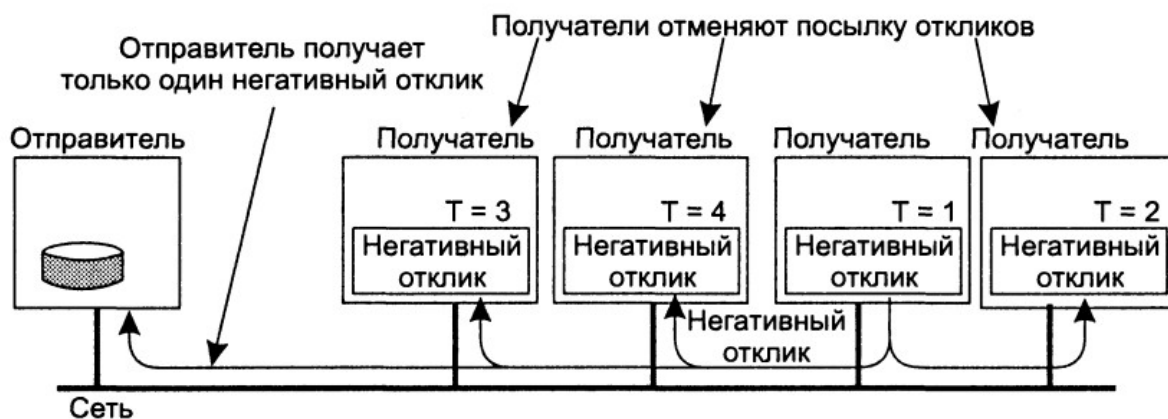 Получатели отменяют посылку откликов
Отправитель получает
только один негативный отклик
Отправитель
Получатель
Получатель
Получатель
Получатель
T = 3
T = 4
T = 1
T = 2
Негативный
отклик
Негативный
отклик
Негативный
отклик
Негативный
отклик
Негативный
отклик
Сеть